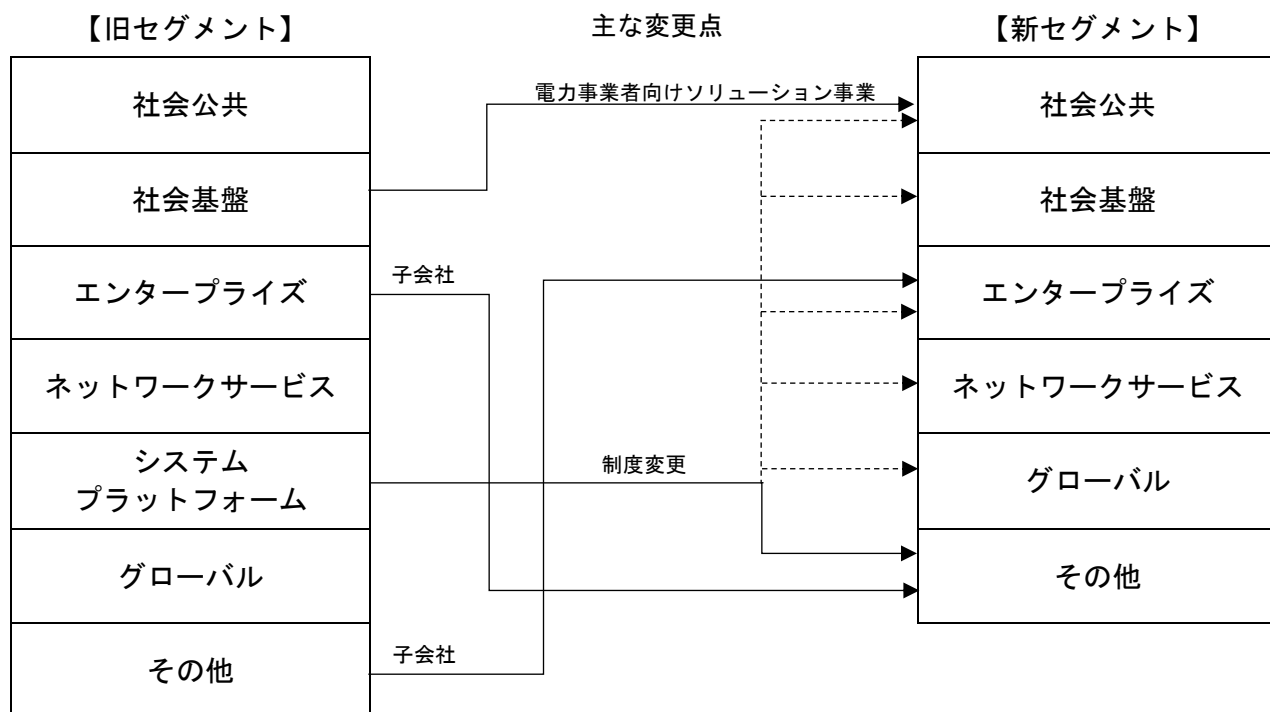 【旧セグメント】
主な変更点
【新セグメント】
社会公共
社会基盤
エンタープライズ
ネットワークサービス
システム
プラットフォーム
グローバル
その他
電力事業者向けソリューション事業
子会社
制度変更
子会社
社会公共
社会基盤
エンタープライズ
ネットワークサービス
グローバル
その他